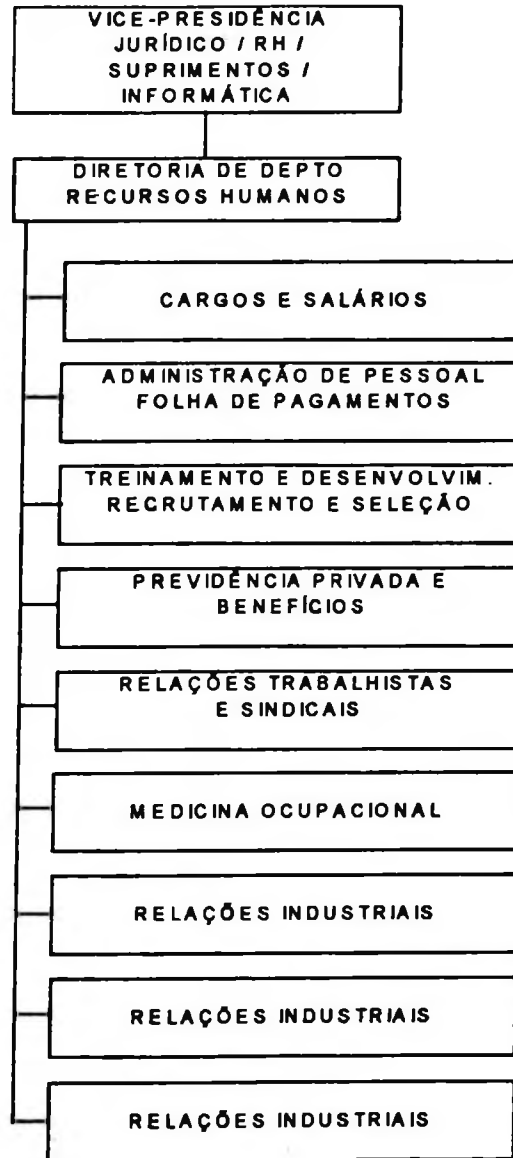 VICE-PRESIDÊNCIA
JURÍDICO / RH /
SUPRIMENTOS /
INFORMÁTICA
DIRETORIA DE DEPTO
RECURSOS HUMANOS
CARGOS E SALÁRIOS
ADMINISTRAÇÃO DE PESSOAL
FOLHA DE PAGAMENTOS
TREINAMENTO E DESENVOLVIM.
RECRUTAMENTO E SELEÇÃO
PREVIDÊNCIA PRIVADA E
BENEFÍCIOS
RELAÇÕES TRABALHISTAS
E SINDICAIS
MEDICINA OCUPACIONAL
RELAÇÕES INDUSTRIAIS
RELAÇÕES INDUSTRIAIS
RELAÇÕES INDUSTRIAIS